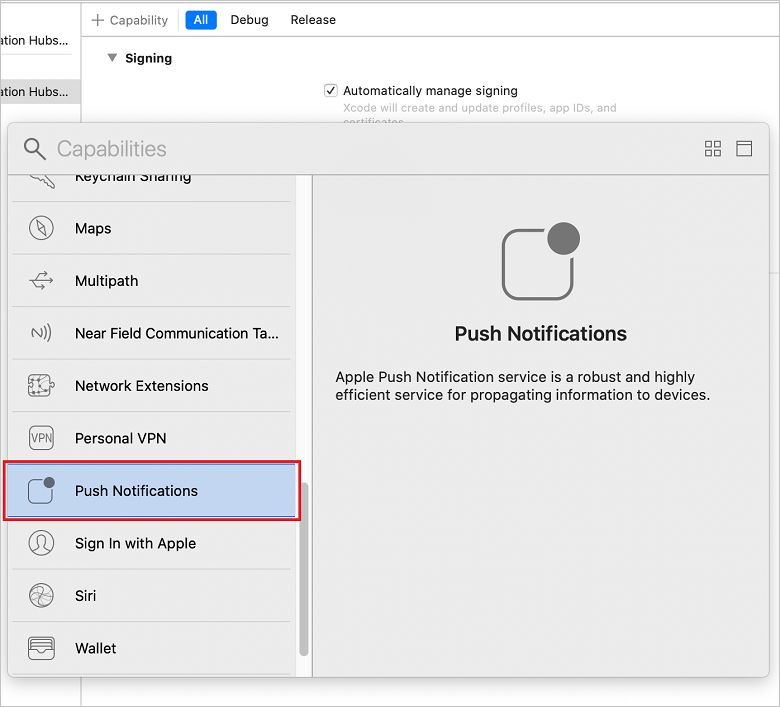 + Capability All Debug Release
ation Hubs...
Signing
ation Hubs...
Automatically manage signing
Xcode will create and update profiles, app IDs, and
certificates.
Capabilities
Keychain Sharing
Maps
Multipath
Near Field Communication Ta...
Network Extensions
VPN Personal VPN
Push Notifications
Sign In with Apple
Siri
Wallet
Push Notifications
Apple Push Notification service is a robust and highly
efficient service for propagating information to devices.